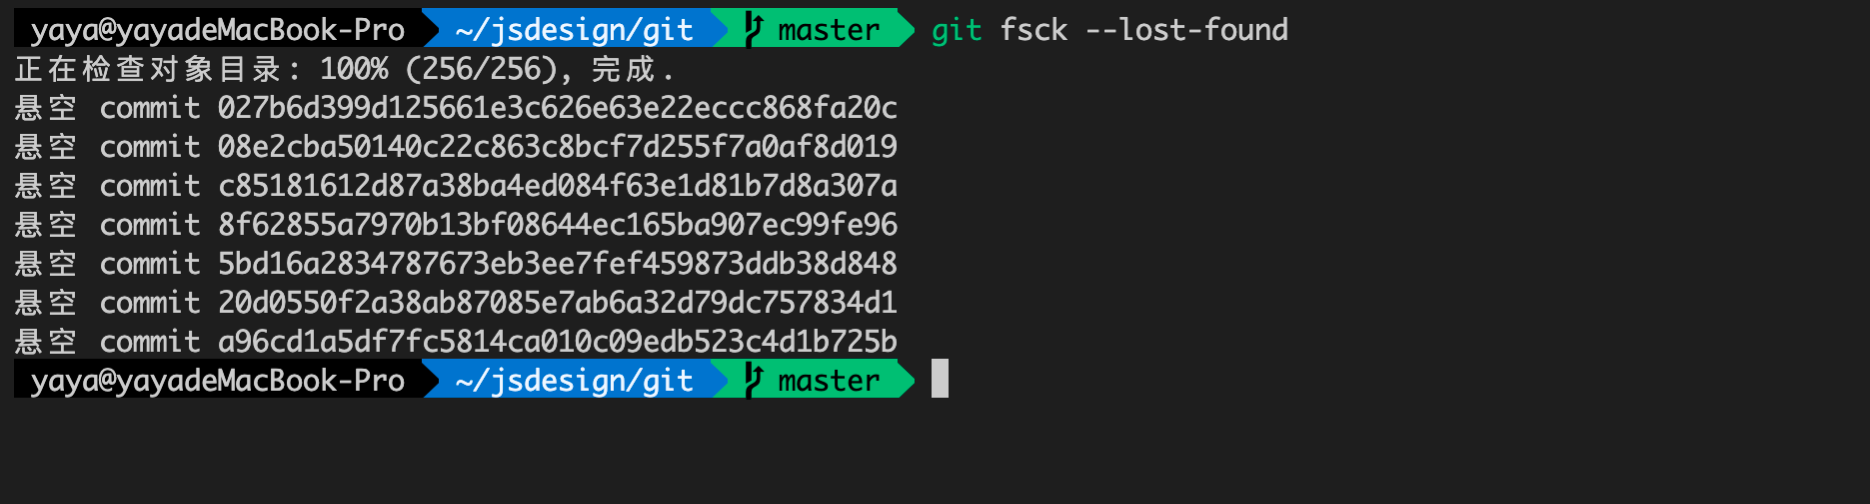 yaya@yayadeMacBook-Pro ~/jsdesign/git master git fsck --lost-found
正在检查对象目录: 100% (256/256), 完成.
悬空 commit 027b6d399d125661e3c626e63e22eccc868fa20c
悬空 commit 08e2cba50140c22c863c8bcf7d255f7a0af8d019
悬空 commit c85181612d87a38ba4ed084f63e1d81b7d8a307a
悬空 commit 8f62855a7970b13bf08644ec165ba907ec99fe96
悬空 commit 5bd16a2834787673eb3ee7fef459873ddb38d848
悬空 commit 20d0550f2a38ab87085e7ab6a32d79dc757834d1
悬空 commit a96cd1a5df7fc5814ca010c09edb523c4d1b725b
yaya@yayadeMacBook-Pro ~/jsdesign/git master